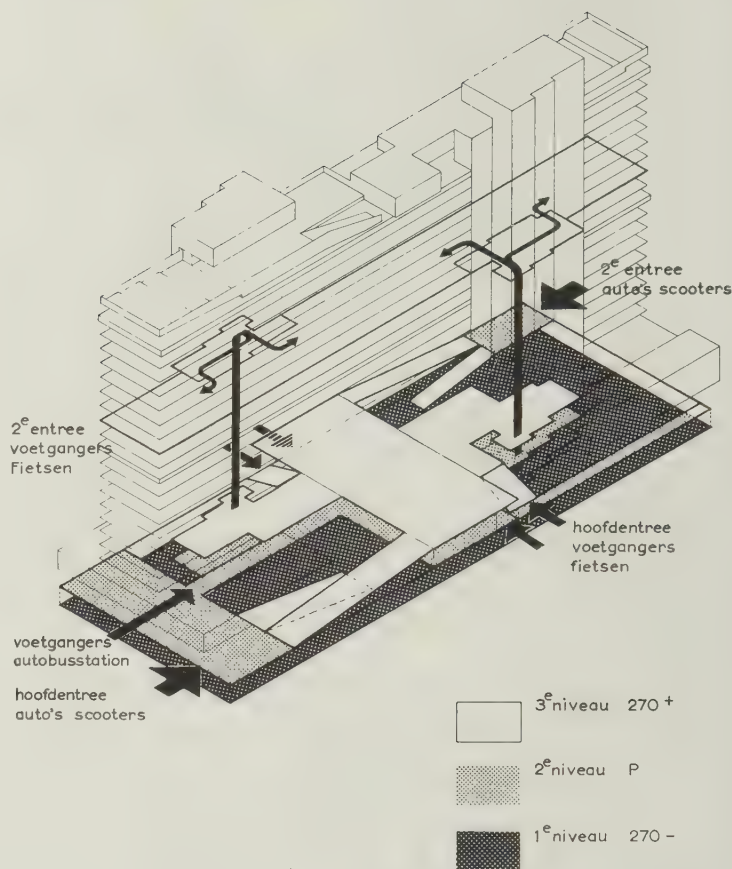 2e entree
auto's scooters
2e entree
voetgangers
fietsen
hoofdentree
voetgangers
fietsen
voetgangers
autobusstation
hoofdentree
auto's scooters
3e niveau 270 +
2e niveau P
1e niveau 270 -